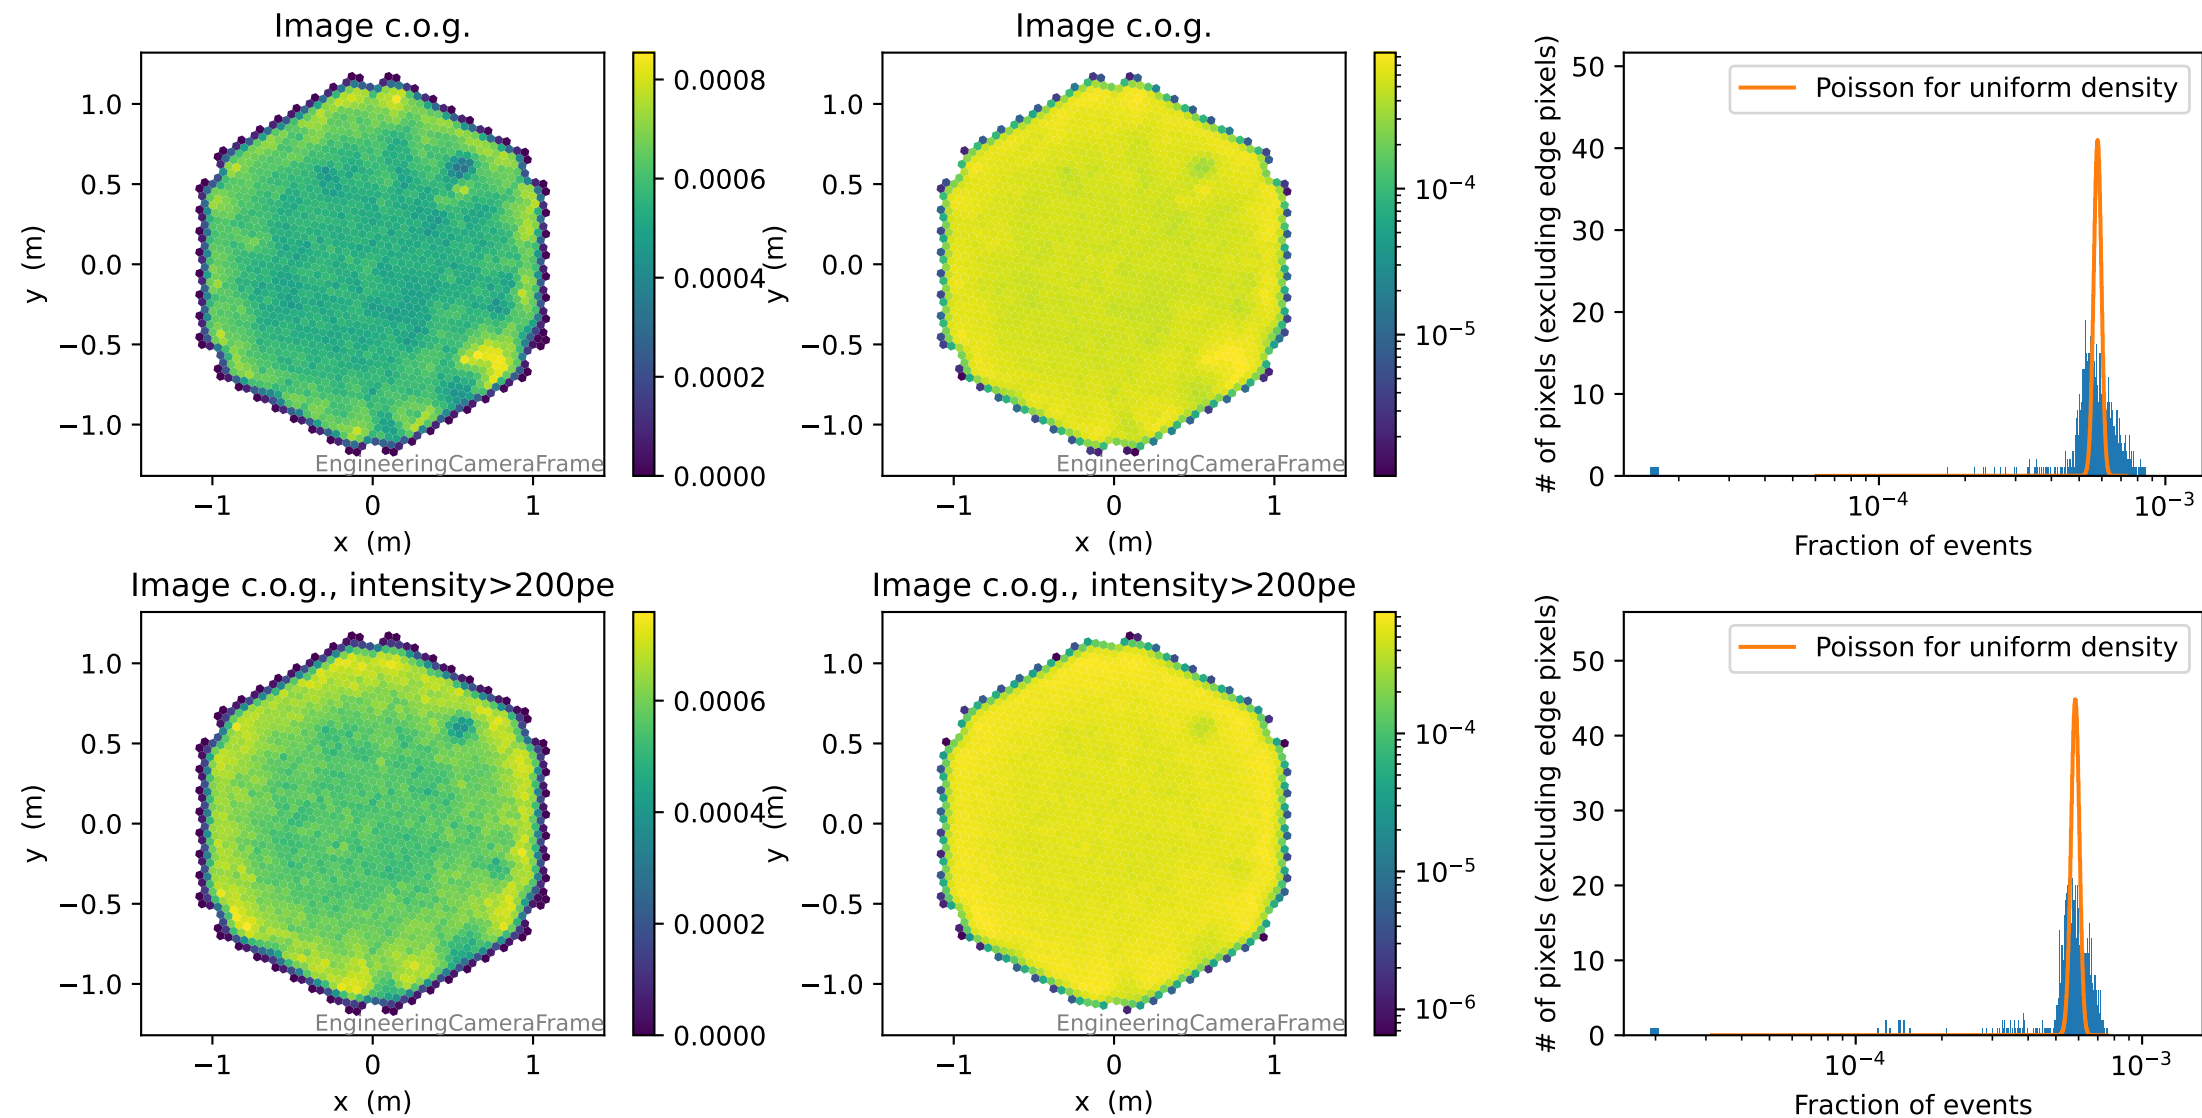 Image c.o.g.
1.0
0.5
0.0
−0.5
−1.0
y (m)
−1
0
1
x (m)
EngineeringCameraFrame
0.0008
0.0006
0.0004
0.0002
0.0000
Image c.o.g.
1.0
0.5
0.0
−0.5
−1.0
y (m)
−1
0
1
x (m)
EngineeringCameraFrame
10−4
10−5
50
40
30
20
10
0
# of pixels (excluding edge pixels)
Poisson for uniform density
10−4
10−3
Fraction of events
Image c.o.g., intensity>200pe
1.0
0.5
0.0
−0.5
−1.0
y (m)
−1
0
1
x (m)
EngineeringCameraFrame
0.0006
0.0004
0.0002
0.0000
Image c.o.g., intensity>200pe
1.0
0.5
0.0
−0.5
−1.0
y (m)
−1
0
1
x (m)
EngineeringCameraFrame
10−4
10−5
10−6
50
40
30
20
10
0
# of pixels (excluding edge pixels)
Poisson for uniform density
10−4
10−3
Fraction of events